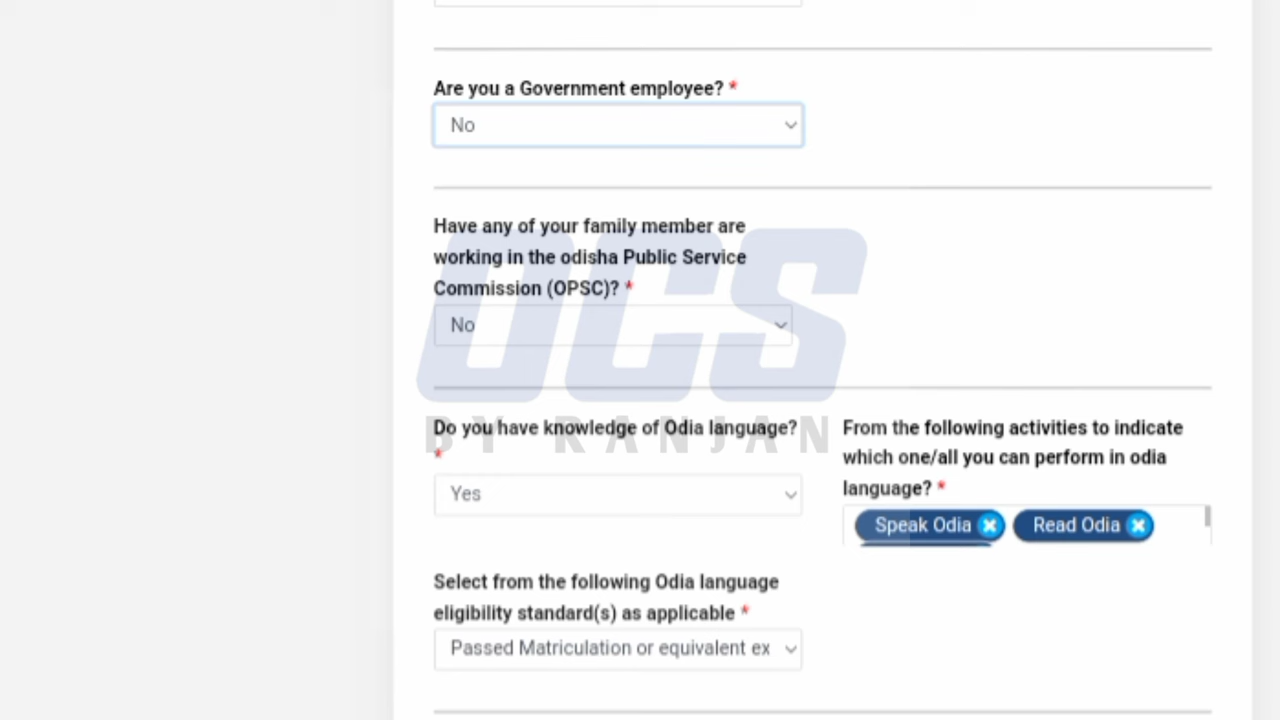 Are you a Government employee? *
No
Have any of your family member are
working in the odisha Public Service
Commission (OPSC)? *
No
OCS
BY RANJAN
Do you have knowledge of Odia language?
*
Yes
From the following activities to indicate
which one/all you can perform in odia
language? *
Speak Odia × Read Odia ×
Select from the following Odia language
eligibility standard(s) as applicable *
Passed Matriculation or equivalent ex